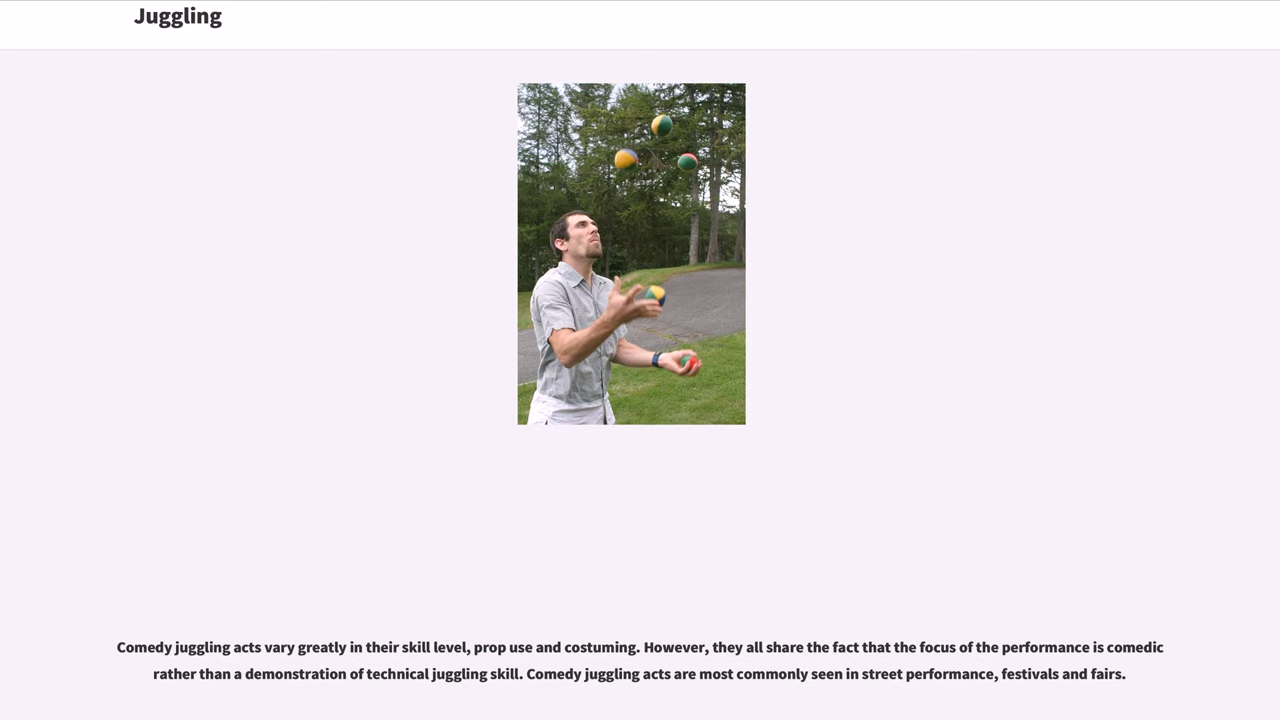 Juggling
Comedy juggling acts vary greatly in their skill level, prop use and costuming. However, they all share the fact that the focus of the performance is comedic
rather than a demonstration of technical juggling skill. Comedy juggling acts are most commonly seen in street performance, festivals and fairs.